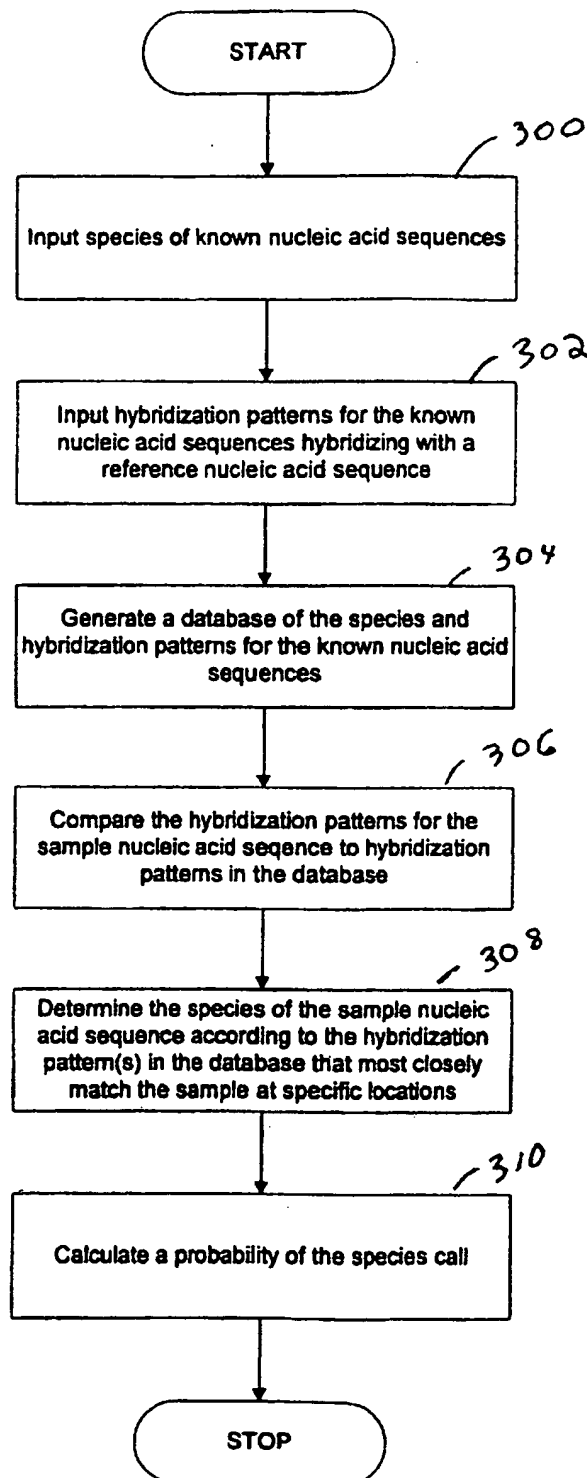 START
300
Input species of known nucleic acid sequences
302
Input hybridization patterns for the known
nucleic acid sequences hybridizing with a
reference nucleic acid sequence
304
Generate a database of the species and
hybridization patterns for the known nucleic acid
sequences
306
Compare the hybridization patterns for the
sample nucleic acid seqence to hybridization
patterns in the database
308
Determine the species of the sample nucleic
acid sequence according to the hybridization
pattern(s) in the database that most closely
match the sample at specific locations
310
Calculate a probability of the species call
STOP